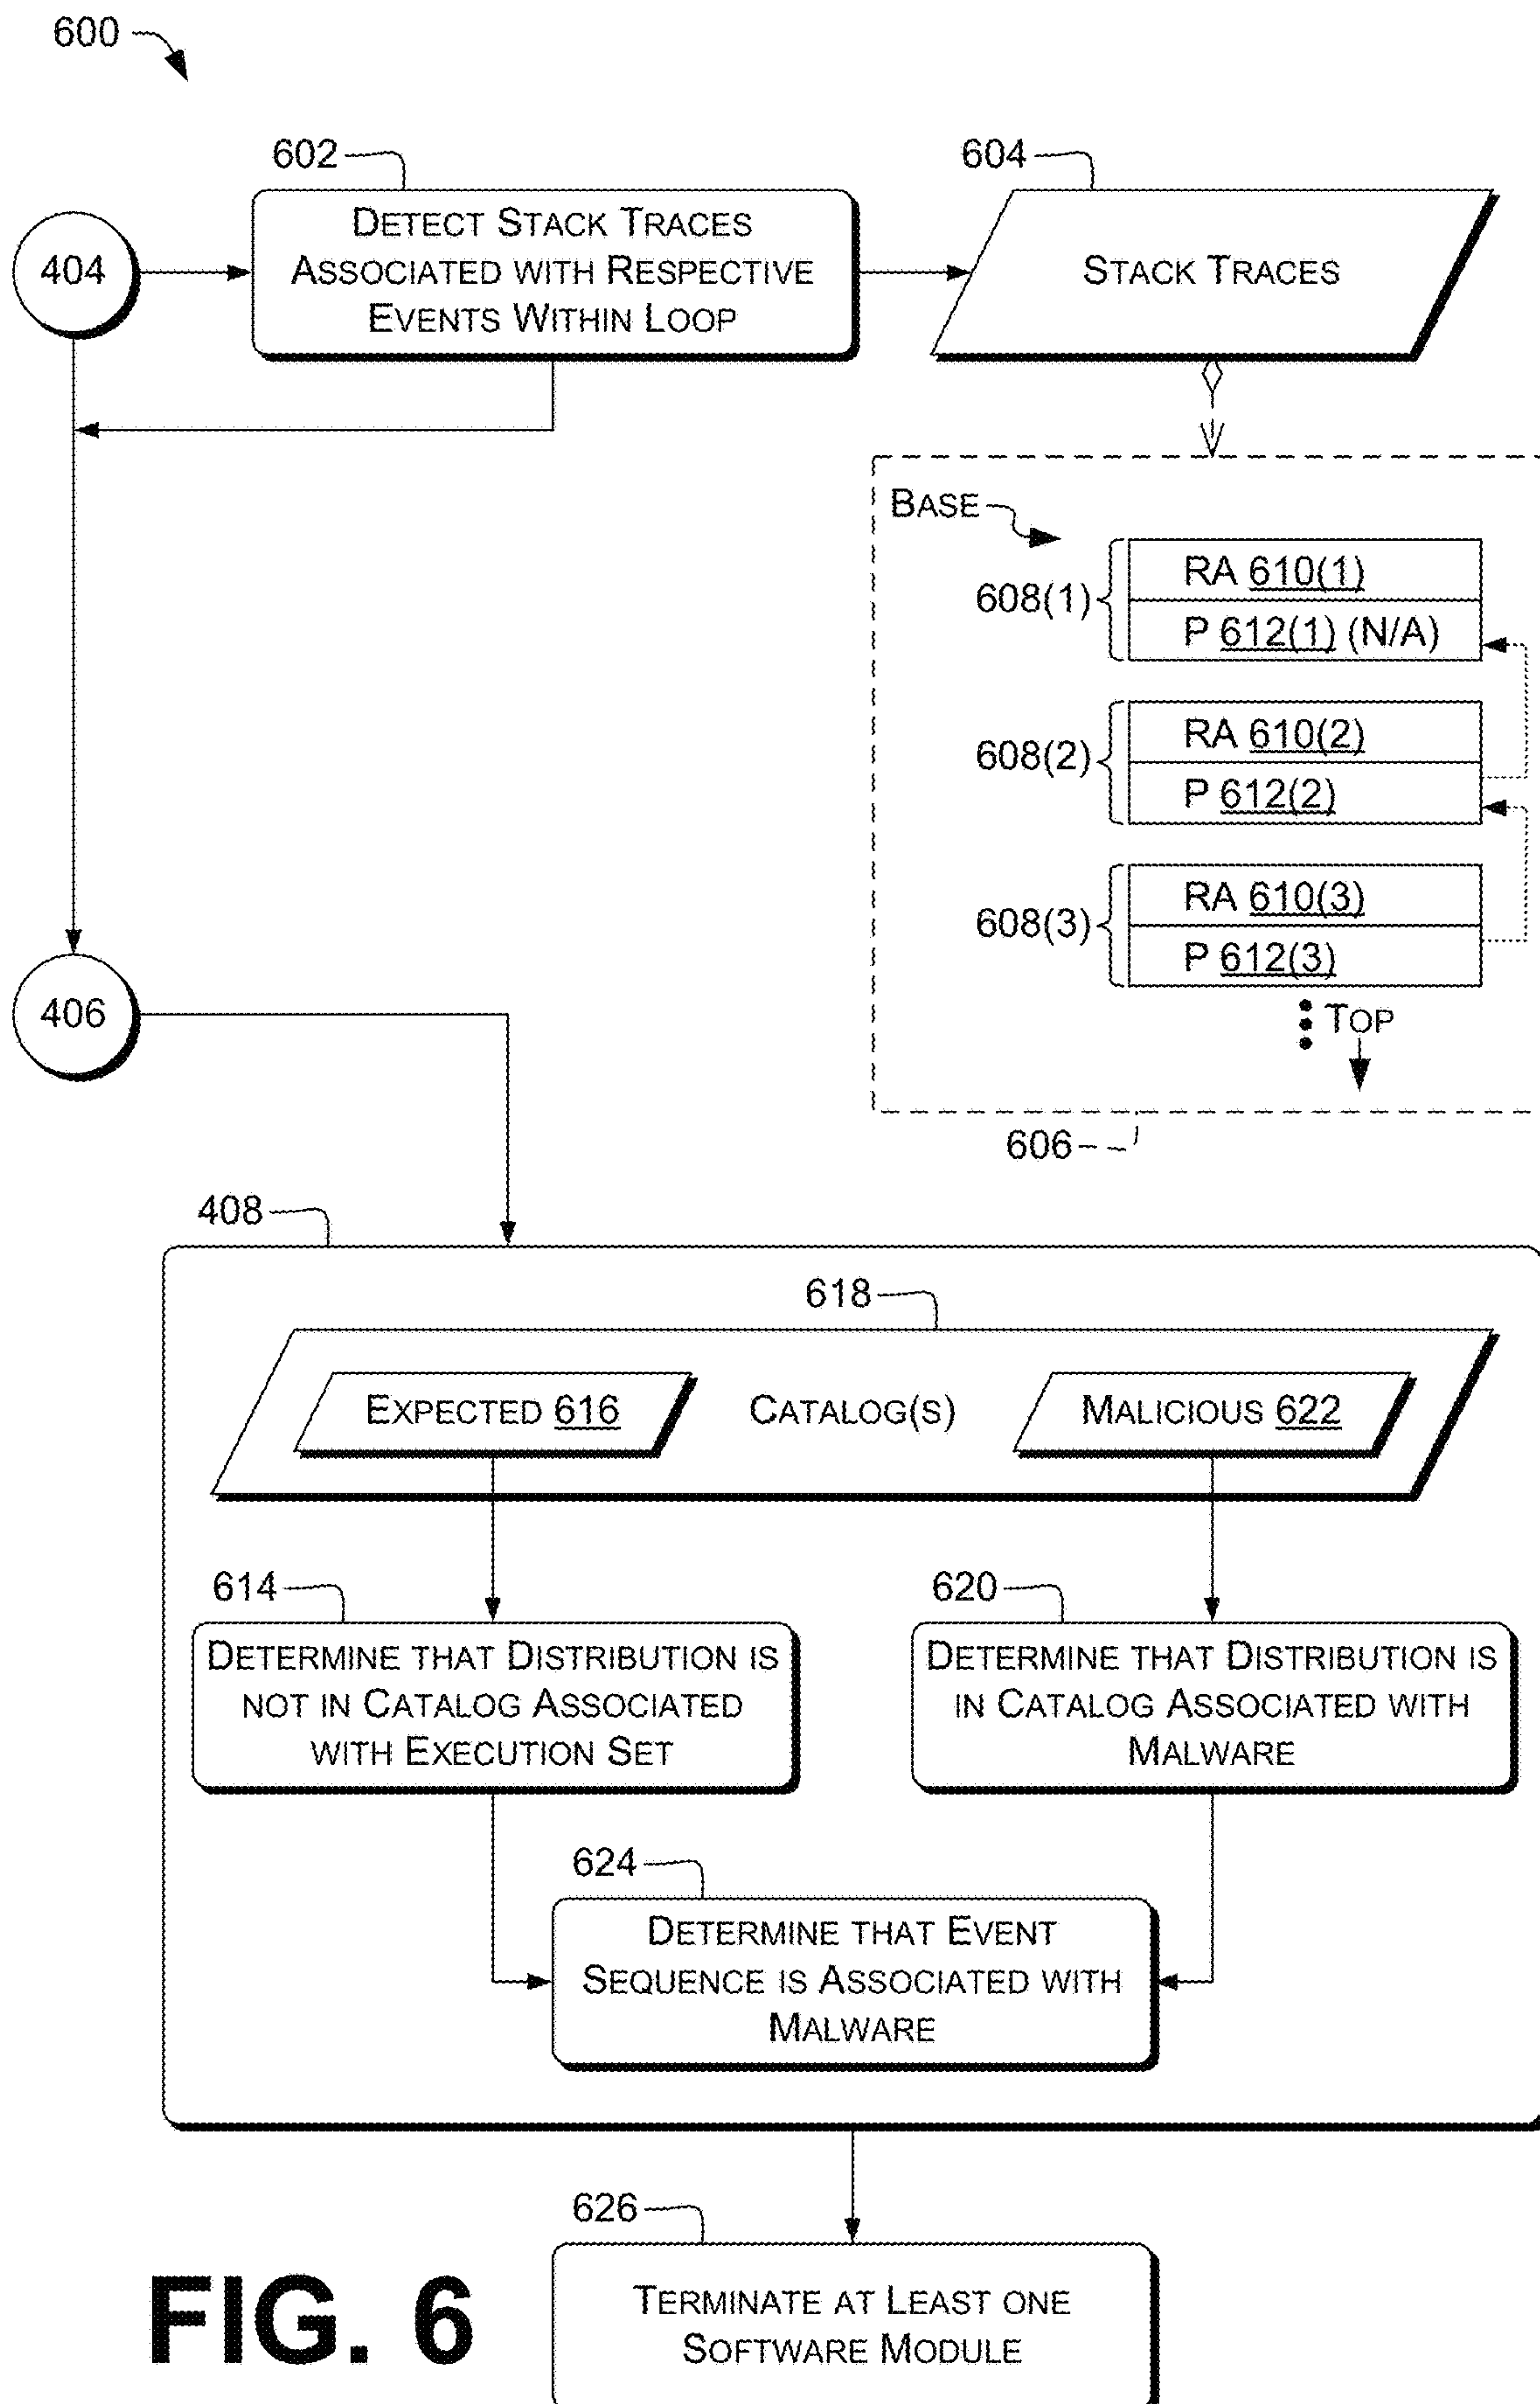 600
602
604
404
DETECT STACK TRACES
ASSOCIATED WITH RESPECTIVE
EVENTS WITHIN LOOP
STACK TRACES
BASE
608(1)
RA 610(1)
P 612(1) (N/A)
608(2)
RA 610(2)
P 612(2)
608(3)
RA 610(3)
P 612(3)
TOP
606
406
408
618
EXPECTED 616
CATALOG(S)
MALICIOUS 622
614
620
DETERMINE THAT DISTRIBUTION IS
NOT IN CATALOG ASSOCIATED
WITH EXECUTION SET
DETERMINE THAT DISTRIBUTION IS
IN CATALOG ASSOCIATED WITH
MALWARE
624
DETERMINE THAT EVENT
SEQUENCE IS ASSOCIATED WITH
MALWARE
626
TERMINATE AT LEAST ONE
SOFTWARE MODULE
FIG. 6